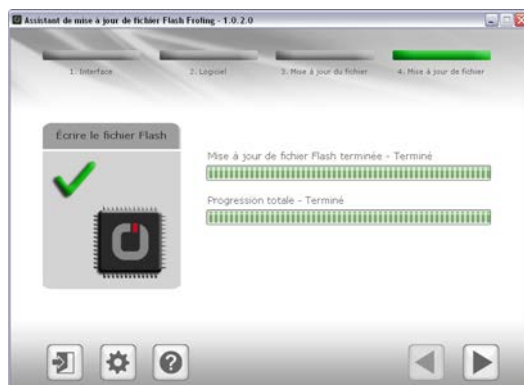 Assistant de mise à jour de fichier Flash Froling - 1.0.2.0
1. Interface
2. Logiciel
3. Mise à jour du fichier
4. Mise à jour de fichier
Écrire le fichier Flash
Mise à jour de fichier Flash terminée - Terminé
Progression totale - Terminé